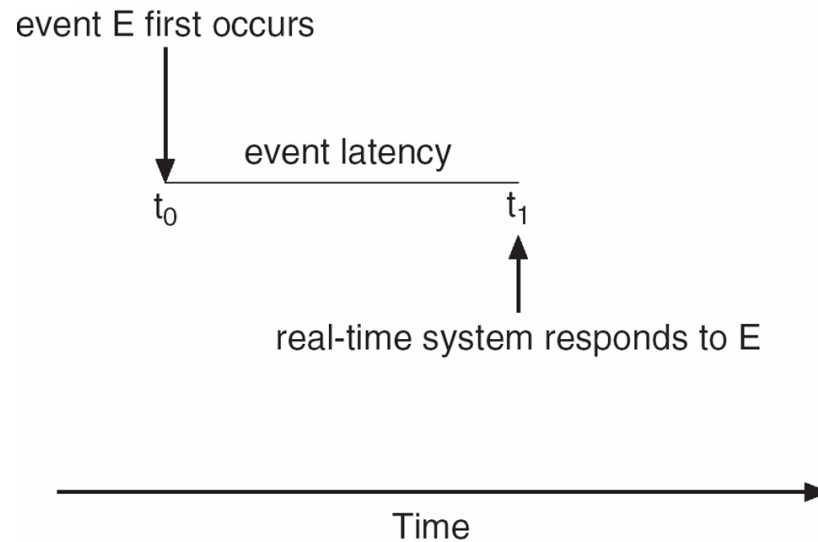 event E first occurs
event latency
t₀
t₁
real-time system responds to E
Time